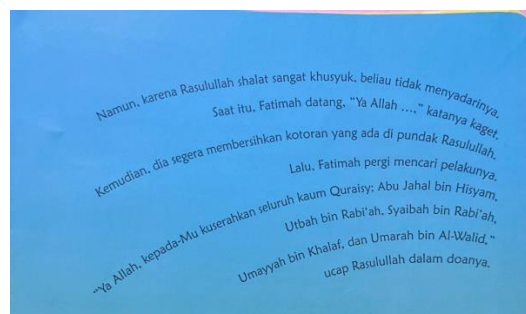 Namun, karena Rasulullah shalat sangat khusyuk, beliau tidak menyadarinya.
Saat itu, Fatimah datang. "Ya Allah ....," katanya kaget.
Kemudian, dia segera membersihkan kotoran yang ada di pundak Rasulullah.
Lalu, Fatimah pergi mencari pelakunya.
"Ya Allah, kepada-Mu kuserahkan seluruh kaum Quraisy; Abu Jahal bin Hisyam,
Utbah bin Rabi'ah, Syaibah bin Rabi'ah,
Umayyah bin Khalaf, dan Umarah bin Al-Walid,"
ucap Rasulullah dalam doanya.